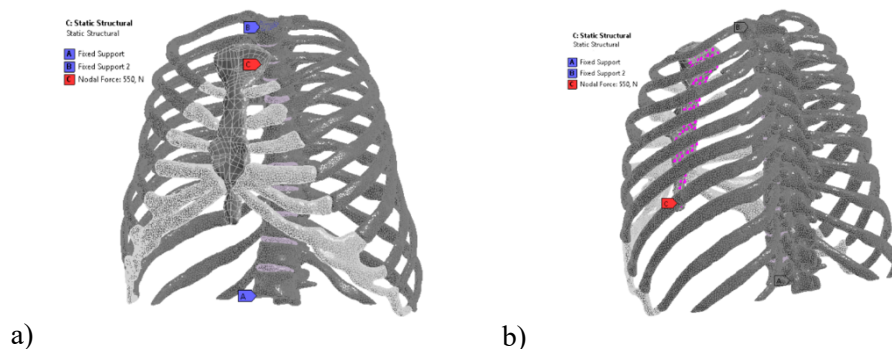 C: Static Structural
Static Structural
A Fixed Support
B Fixed Support 2
C Nodal Force: 550, N
B
C
A
a)
C: Static Structural
Static Structural
A Fixed Support
B Fixed Support 2
C Nodal Force: 550, N
B
C
A
b)